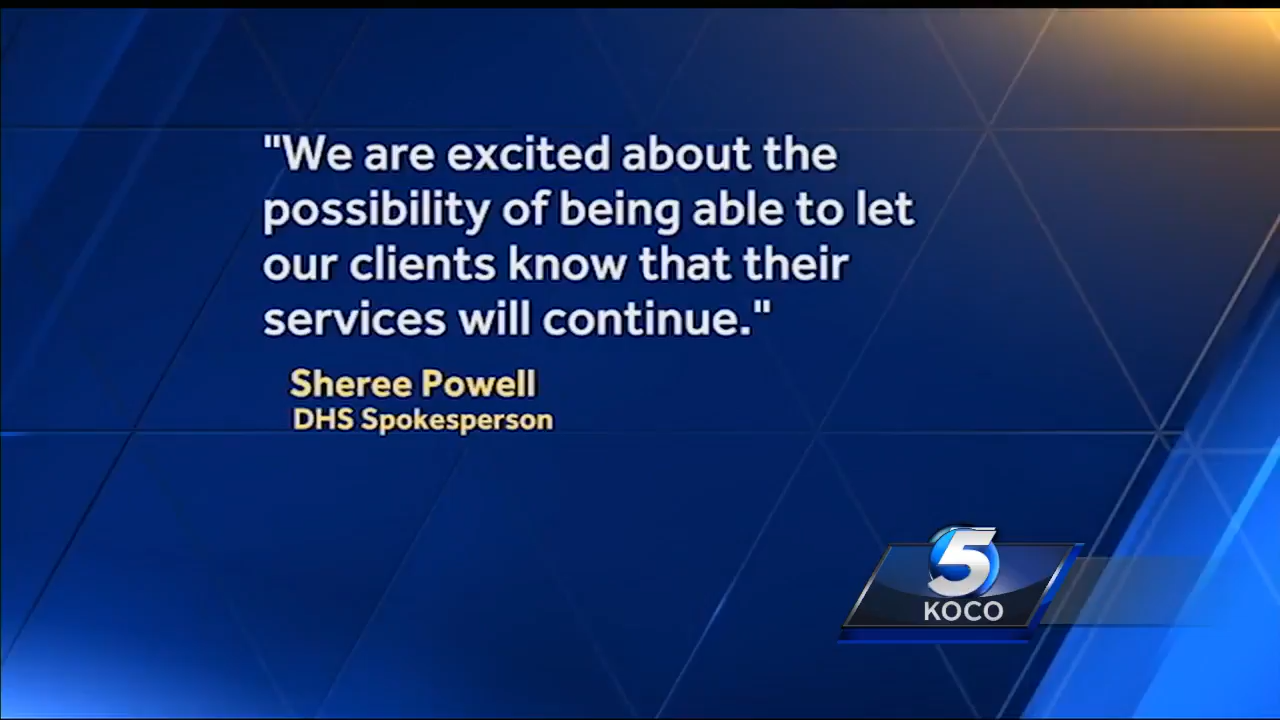 "We are excited about the
possibility of being able to let
our clients know that their
services will continue."
Sheree Powell
DHS Spokesperson
5
KOCO